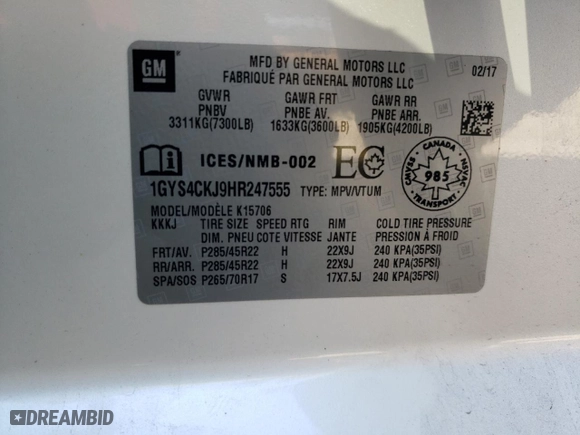 GM
MFD BY GENERAL MOTORS LLC
FABRIQUÉ PAR GENERAL MOTORS LLC
02/17
GVWR GAWR FRT GAWR RR
PNBV PNBE AV. PNBE ARR.
3311KG(7300LB) 1633KG(3600LB) 1905KG(4200LB)
ICES/NMB-002 EC
CANADA
CMVSS NSVAC
985
TRANSPORT
1GYS4CKJ9HR247555 TYPE: MPV/VTUM
MODEL/MODÈLE K15706
KKKJ TIRE SIZE SPEED RTG RIM COLD TIRE PRESSURE
DIM. PNEU COTE VITESSE JANTE PRESSION À FROID
FRT/AV. P285/45R22 H 22X9J 240 KPA(35PSI)
RR/ARR. P285/45R22 H 22X9J 240 KPA(35PSI)
SPA/SOS P265/70R17 S 17X7.5J 240 KPA(35PSI)
DREAMBID